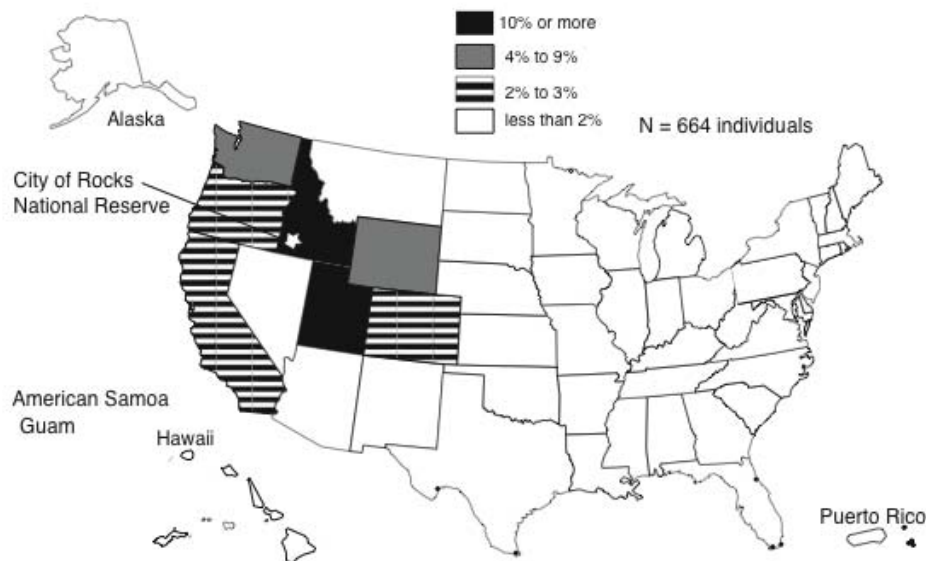 10% or more
4% to 9%
2% to 3%
less than 2%
N = 664 individuals
Alaska
City of Rocks
National Reserve
American Samoa
Guam
Hawaii
Puerto Rico